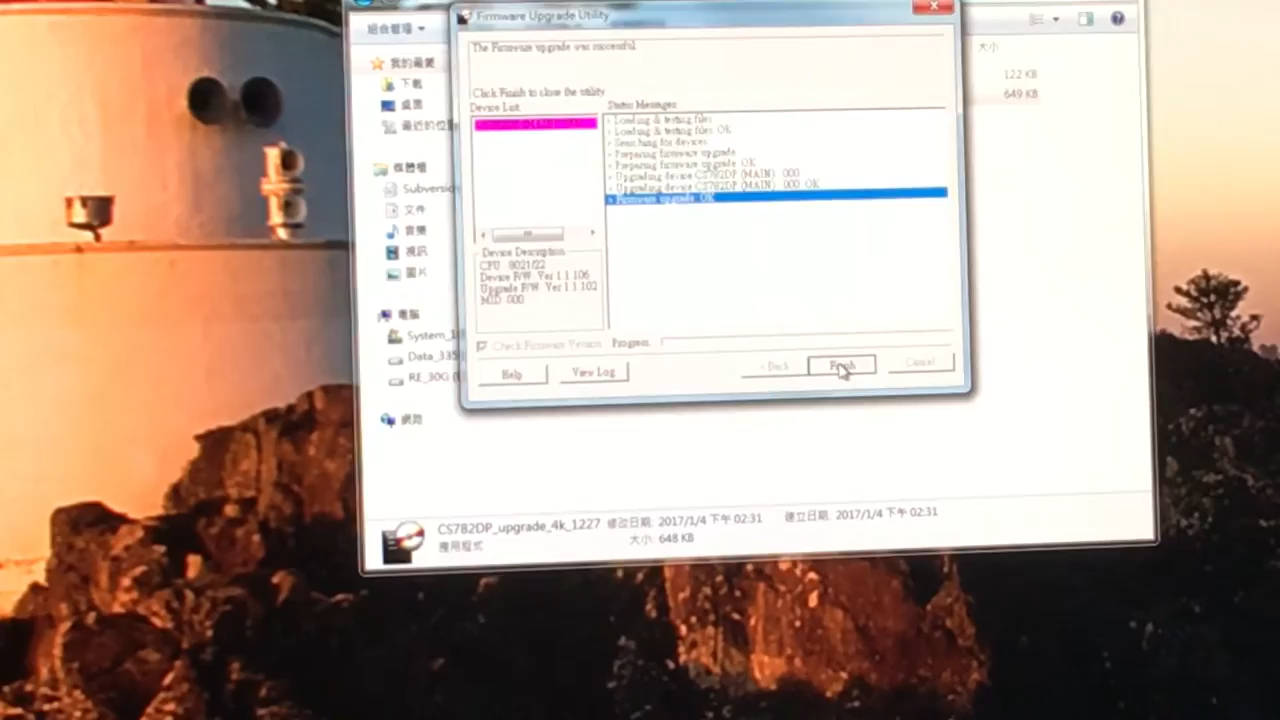 Firmware Upgrade Utility
組合管理
The Firmware upgrade was successful.
Click Finish to close the utility
Device List
Status Messages
大小
122 KB
649 KB
我的最愛
下載
桌面
最近的位置
媒體櫃
Subversion
文件
音樂
視訊
圖片
電腦
System_1
Data_335
RE_30G (
網路
Loading & testing files
Loading & testing files OK
Searching for devices
Preparing firmware upgrade
Preparing firmware upgrade OK
Upgrading device CS782DP (MAIN) 000
Upgrading device CS782DP (MAIN) 000 OK
Firmware upgrade OK
Device Description
CPU 8021/22
Device F/W Ver 1.1.106
Upgrade F/W Ver 1.1.102
MID 000
Check Firmware Version
Progress
Help
View Log
< Back
Finish
Cancel
CS782DP_upgrade_4k_1227 修改日期: 2017/1/4 下午 02:31 建立日期: 2017/1/4 下午 02:31
應用程式 大小: 648 KB